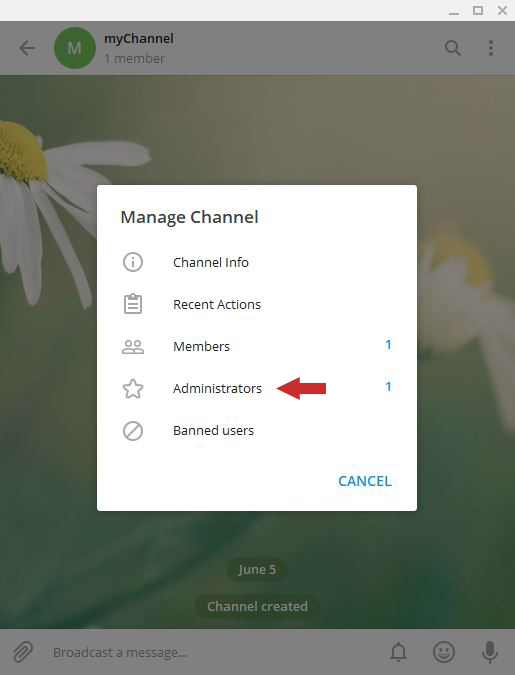 M
myChannel
1 member
Manage Channel
Channel Info
Recent Actions
Members 1
Administrators 1
Banned users
CANCEL
June 5
Channel created
Broadcast a message...